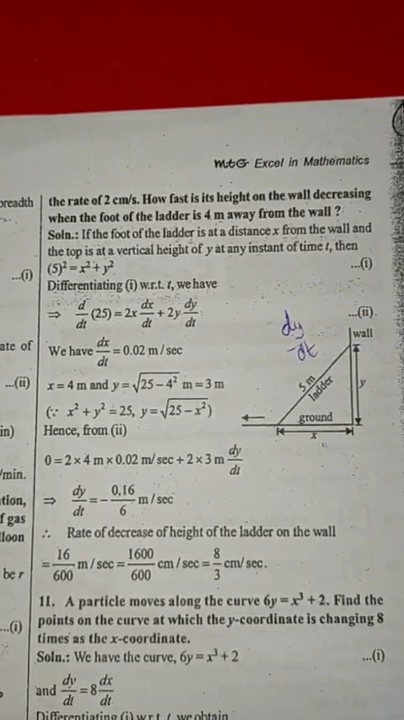 mtG Excel in Mathematics
breadth
...(i)
ate of
...(ii)
in)
/min.
tion,
f gas
lloon
be r
...(i)
the rate of 2 cm/s. How fast is its height on the wall decreasing
when the foot of the ladder is 4 m away from the wall ?
Soln.: If the foot of the ladder is at a distance x from the wall and
the top is at a vertical height of y at any instant of time t, then
(5)² = x² + y² ...(i)
Differentiating (i) w.r.t. t, we have
⇒ d/dt (25) = 2x dx/dt + 2y dy/dt ...(ii)
We have dx/dt = 0.02 m / sec
x = 4 m and y = √(25 – 4²) m = 3 m
(∵ x² + y² = 25, y = √(25 – x²))
Hence, from (ii)
0 = 2 × 4 m × 0.02 m/ sec + 2 × 3 m dy/dt
⇒ dy/dt = – 0.16/6 m / sec
∴ Rate of decrease of height of the ladder on the wall
= 16/600 m / sec = 1600/600 cm / sec = 8/3 cm/ sec.
dy/dt
wall
5 m
ladder
y
ground
x
11. A particle moves along the curve 6y = x³ + 2. Find the
points on the curve at which the y-coordinate is changing 8
times as the x-coordinate.
Soln.: We have the curve, 6y = x³ + 2 ...(i)
and dy/dt = 8 dx/dt
Differentiating (i) w.r.t. t, we obtain